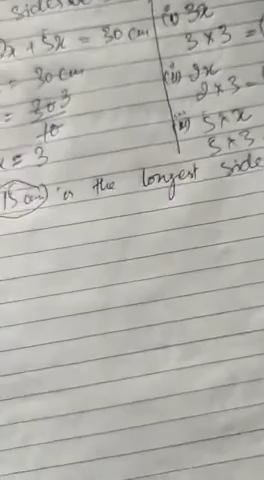 sides
x + 5x = 30 cm
= 30 cm
= 30 3
10
x = 3
(i) 3x
3 × 3 = 
(ii) 2x
2 × 3 = 
(iii) 5 × x
5 × 3
15 cm is the longest side